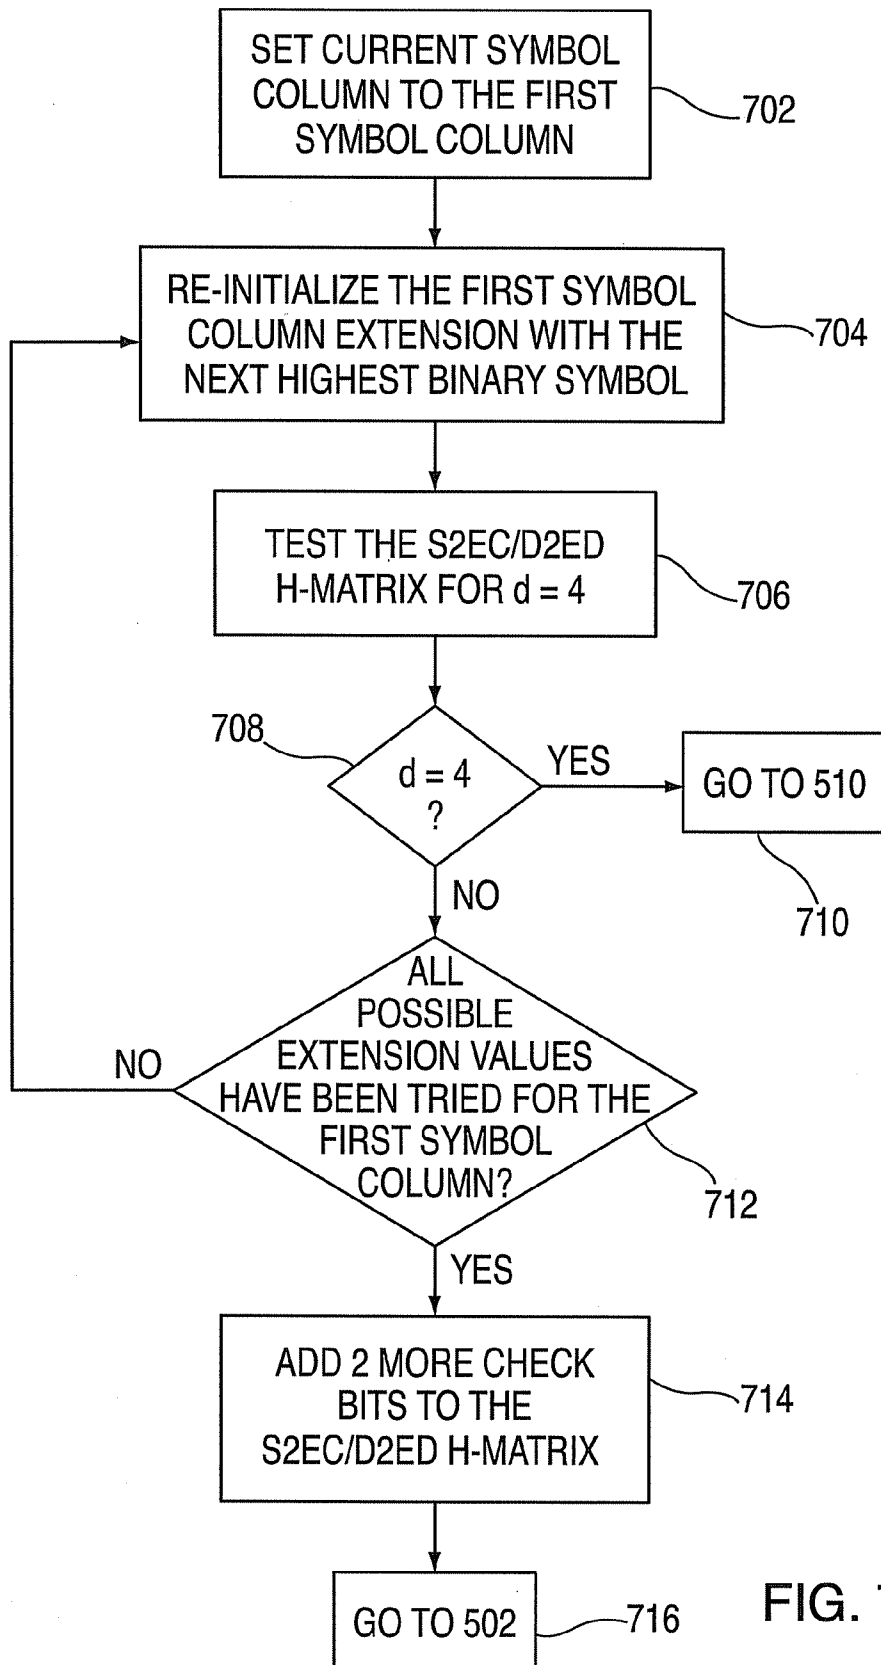 SET CURRENT SYMBOL
COLUMN TO THE FIRST
SYMBOL COLUMN
702
RE-INITIALIZE THE FIRST SYMBOL
COLUMN EXTENSION WITH THE
NEXT HIGHEST BINARY SYMBOL
704
TEST THE S2EC/D2ED
H-MATRIX FOR d = 4
706
708
d = 4
?
YES
GO TO 510
710
NO
ALL
POSSIBLE
EXTENSION VALUES
HAVE BEEN TRIED FOR THE
FIRST SYMBOL
COLUMN?
NO
712
YES
ADD 2 MORE CHECK
BITS TO THE
S2EC/D2ED H-MATRIX
714
GO TO 502
716
FIG.